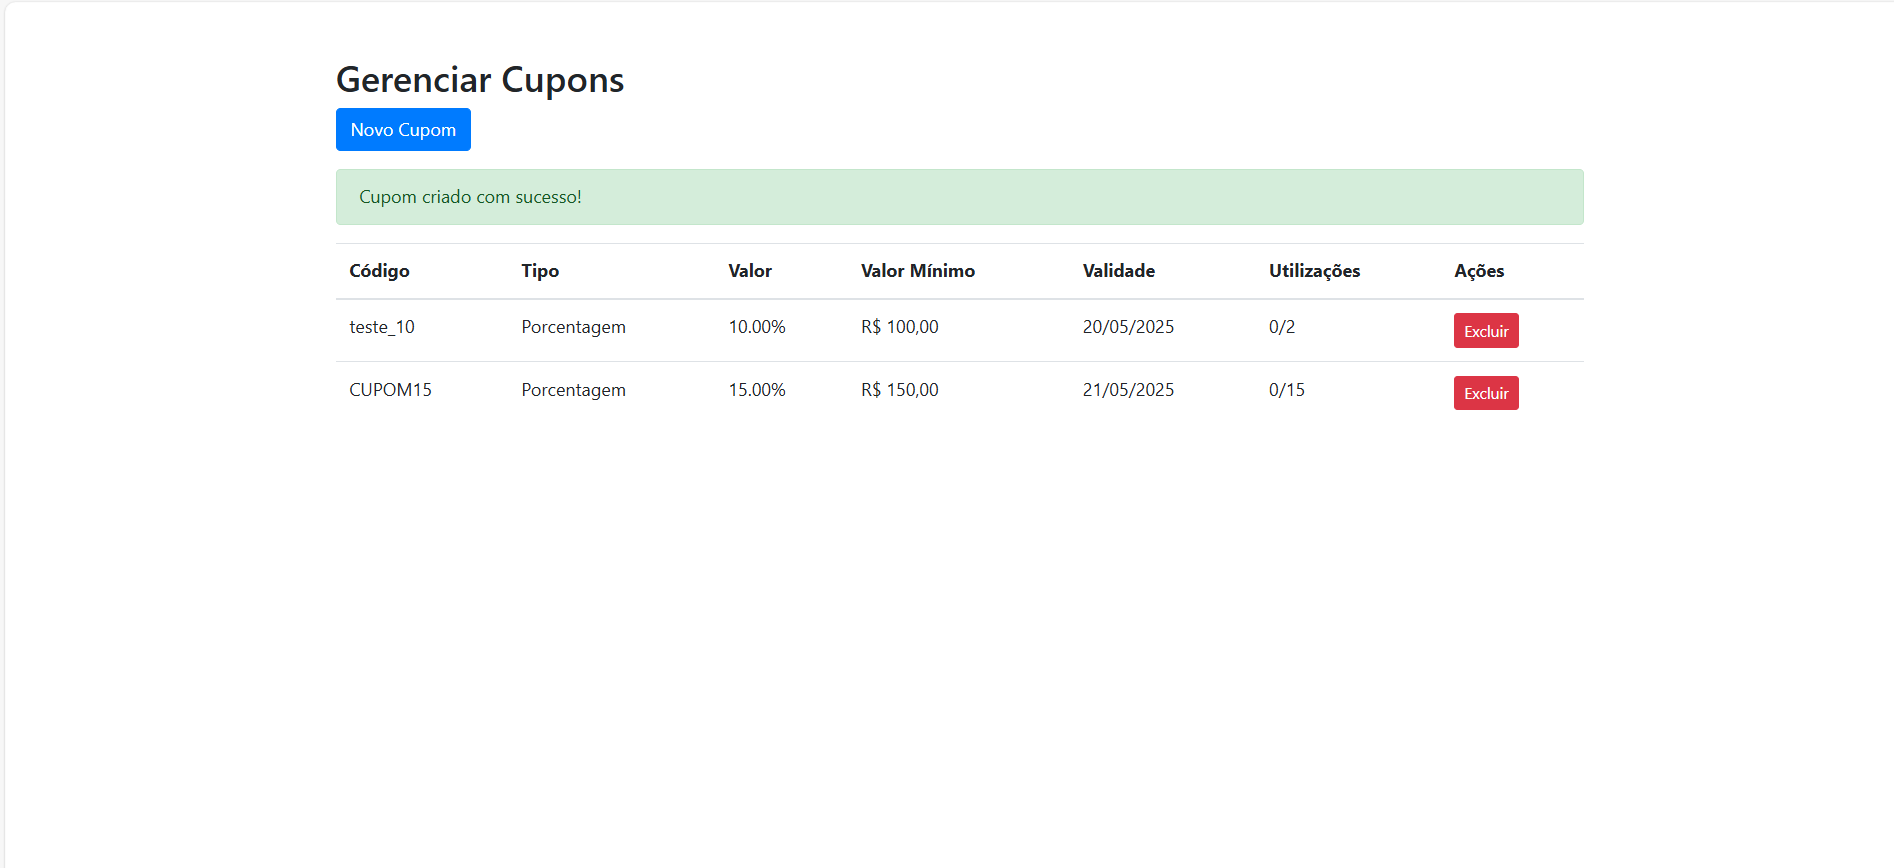 Gerenciar Cupons
Novo Cupom
Cupom criado com sucesso!
Código Tipo Valor Valor Mínimo Validade Utilizações Ações
teste_10 Porcentagem 10.00% R$ 100,00 20/05/2025 0/2 Excluir
CUPOM15 Porcentagem 15.00% R$ 150,00 21/05/2025 0/15 Excluir